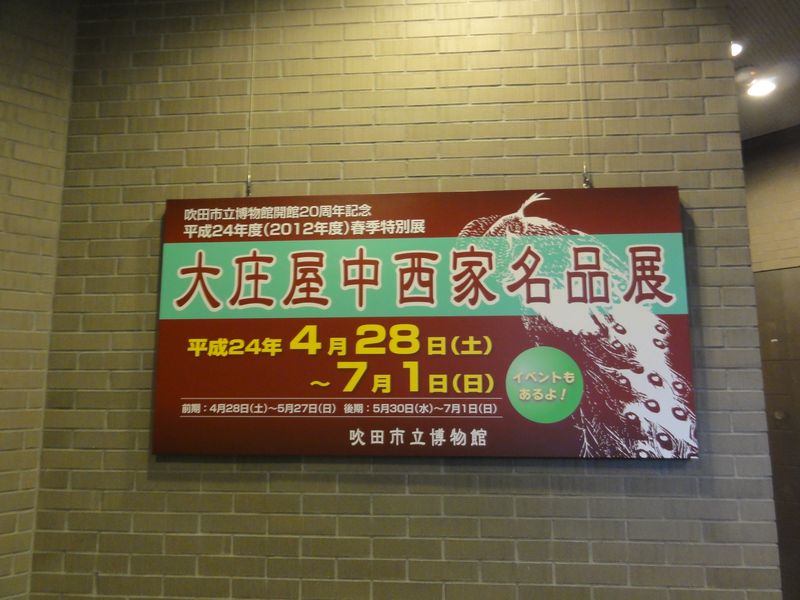 吹田市立博物館開館20周年記念
平成24年度(2012年度)春季特別展
大庄屋中西家名品展
平成24年 4月28日(土)
～7月1日(日)
イベントも
あるよ！
前期：4月28日(土)～5月27日(日) 後期：5月30日(水)～7月1日(日)
吹田市立博物館